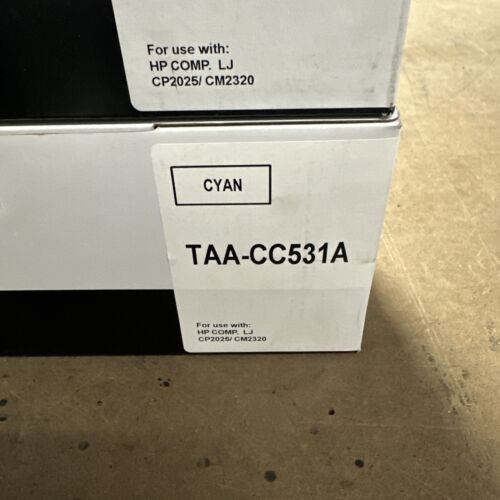 For use with:
HP COMP. LJ
CP2025/ CM2320
CYAN
TAA-CC531A
For use with:
HP COMP. LJ
CP2025/ CM2320